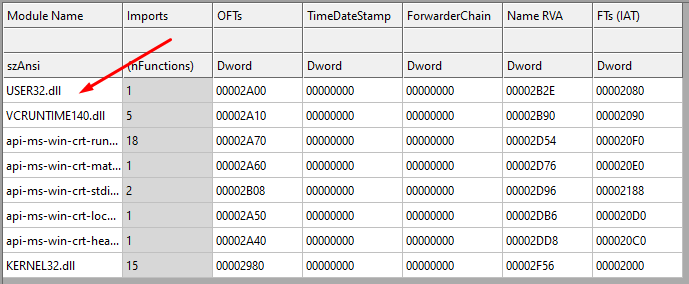 Module Name Imports OFTs TimeDateStamp ForwarderChain Name RVA FTs (IAT)
szAnsi (nFunctions) Dword Dword Dword Dword Dword
USER32.dll 1 00002A00 00000000 00000000 00002B2E 00002080
VCRUNTIME140.dll 5 00002A10 00000000 00000000 00002B90 00002090
api-ms-win-crt-run... 18 00002A70 00000000 00000000 00002D54 000020F0
api-ms-win-crt-mat... 1 00002A60 00000000 00000000 00002D76 000020E0
api-ms-win-crt-stdi... 2 00002B08 00000000 00000000 00002D96 00002188
api-ms-win-crt-loc... 1 00002A50 00000000 00000000 00002DB6 000020D0
api-ms-win-crt-hea... 1 00002A40 00000000 00000000 00002DD8 000020C0
KERNEL32.dll 15 00002980 00000000 00000000 00002F56 00002000